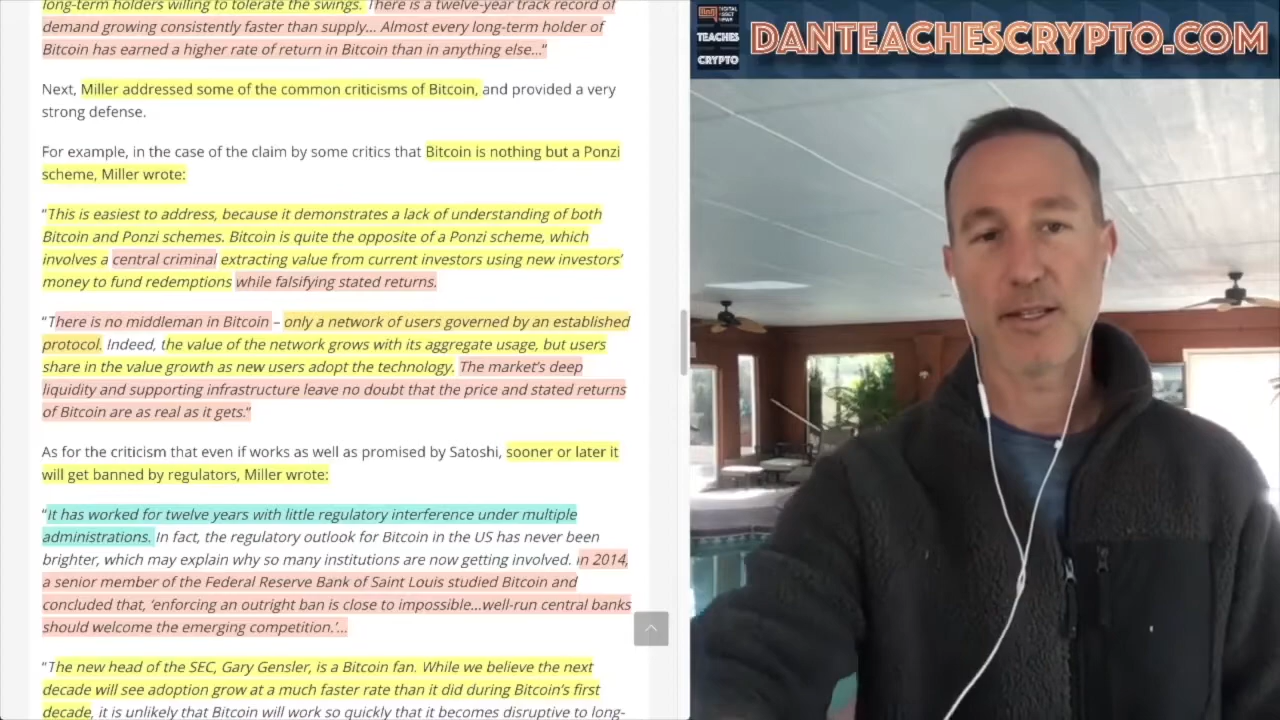 long-term holders willing to tolerate the swings. There is a twelve-year track record of
demand growing consistently faster than supply... Almost every long-term holder of
Bitcoin has earned a higher rate of return in Bitcoin than in anything else..."
Next, Miller addressed some of the common criticisms of Bitcoin, and provided a very
strong defense.
For example, in the case of the claim by some critics that Bitcoin is nothing but a Ponzi
scheme, Miller wrote:
"This is easiest to address, because it demonstrates a lack of understanding of both
Bitcoin and Ponzi schemes. Bitcoin is quite the opposite of a Ponzi scheme, which
involves a central criminal extracting value from current investors using new investors'
money to fund redemptions while falsifying stated returns.
"There is no middleman in Bitcoin – only a network of users governed by an established
protocol. Indeed, the value of the network grows with its aggregate usage, but users
share in the value growth as new users adopt the technology. The market's deep
liquidity and supporting infrastructure leave no doubt that the price and stated returns
of Bitcoin are as real as it gets."
As for the criticism that even if works as well as promised by Satoshi, sooner or later it
will get banned by regulators, Miller wrote:
"It has worked for twelve years with little regulatory interference under multiple
administrations. In fact, the regulatory outlook for Bitcoin in the US has never been
brighter, which may explain why so many institutions are now getting involved. In 2014,
a senior member of the Federal Reserve Bank of Saint Louis studied Bitcoin and
concluded that, 'enforcing an outright ban is close to impossible...well-run central banks
should welcome the emerging competition.'...
"The new head of the SEC, Gary Gensler, is a Bitcoin fan. While we believe the next
decade will see adoption grow at a much faster rate than it did during Bitcoin's first
decade, it is unlikely that Bitcoin will work so quickly that it becomes disruptive to long-
DIGITAL
ASSET
NEWS
TEACHES
CRYPTO
DANTEACHESCRYPTO.COM